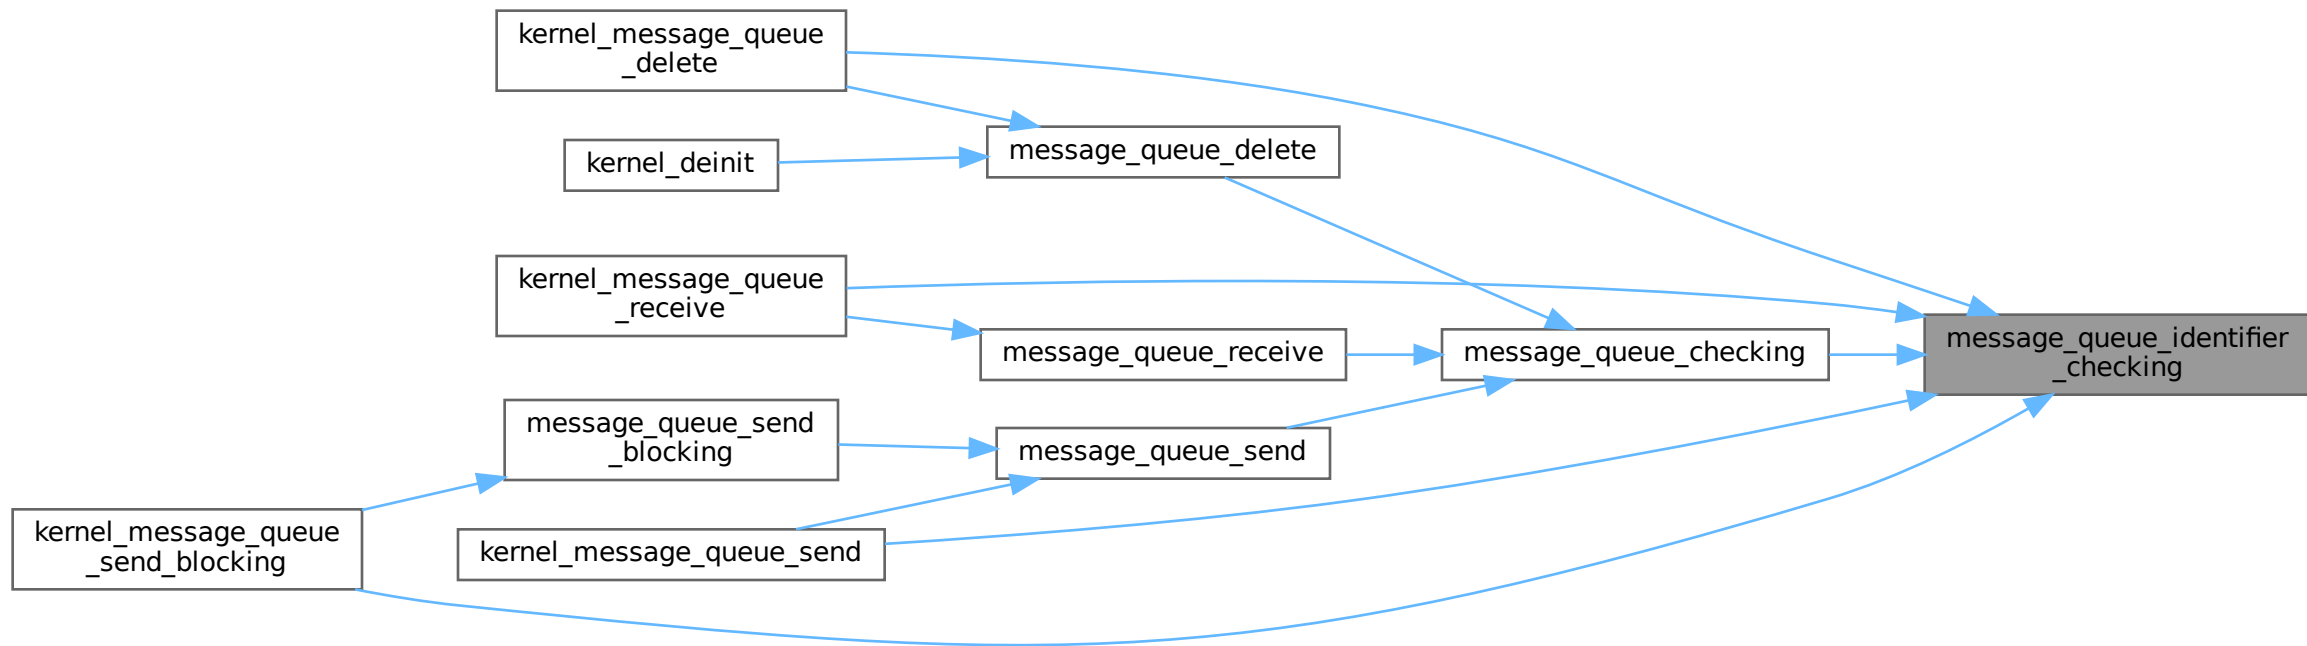 kernel_message_queue
_delete
message_queue_delete
kernel_deinit
kernel_message_queue
_receive
message_queue_receive
message_queue_checking
message_queue_identifier
_checking
message_queue_send
_blocking
message_queue_send
kernel_message_queue
_send_blocking
kernel_message_queue_send